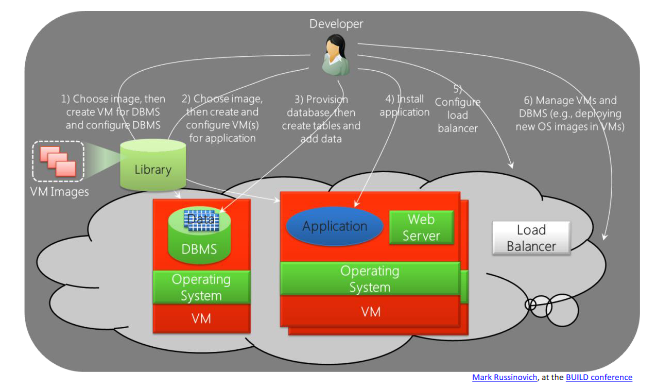 Developer
1) Choose image, then
create VM for DBMS
and configure DBMS
2) Choose image,
then create and
configure VM(s)
for application
3) Provision
database, then
create tables and
add data
4) Install
application
5)
Configure
load
balancer
6) Manage VMs and
DBMS (e.g., deploying
new OS images in VMs)
VM Images
Library
Data
DBMS
Operating
System
VM
Application
Web
Server
Operating
System
VM
Load
Balancer
Mark Russinovich, at the BUILD conference